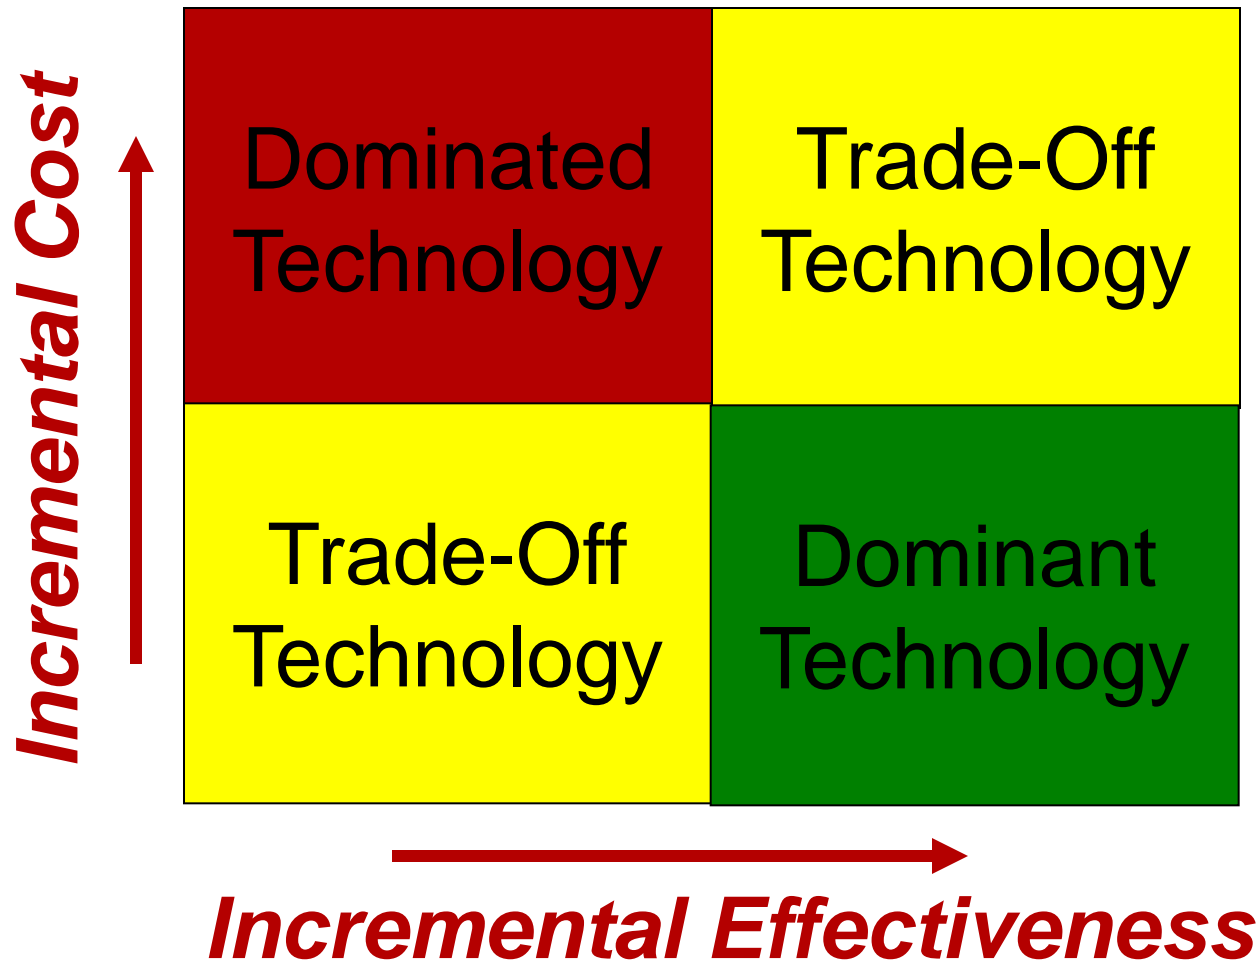 Incremental Cost
Dominated
Technology
Trade-Off
Technology
Trade-Off
Technology
Dominant
Technology
Incremental Effectiveness